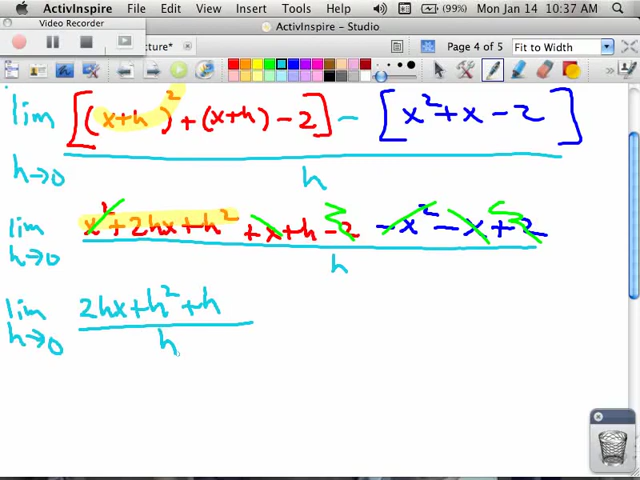 ActivInspire File Edit View Insert Tools Help (99%) Mon Jan 14 10:37 AM
Video Recorder
ActivInspire - Studio
cture* Page 4 of 5 Fit to Width
lim h→0 [(x+h)² + (x+h) - 2] - [x² + x - 2] / h
lim h→0 x² + 2hx + h² + x + h - 2 - x² - x + 2 / h
lim h→0 2hx + h² + h / h